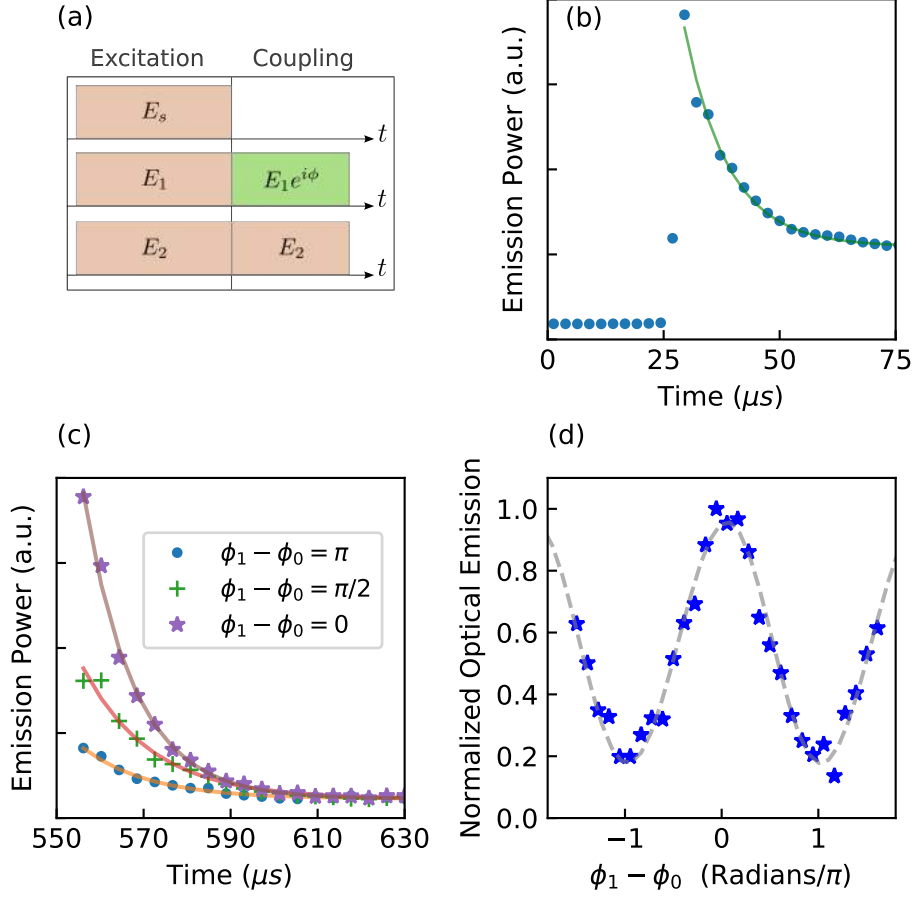 (a)
Excitation Coupling
E_s
t
E_1 E_1e^{iϕ}
t
E_2 E_2
t
(b)
Emission Power (a.u.)
0 25 50 75
Time (μs)
(c)
Emission Power (a.u.)
ϕ_1 − ϕ_0 = π
ϕ_1 − ϕ_0 = π/2
ϕ_1 − ϕ_0 = 0
550 570 590 610 630
Time (μs)
(d)
Normalized Optical Emission
1.0
0.8
0.6
0.4
0.2
0.0
−1 0 1
ϕ_1 − ϕ_0 (Radians/π)